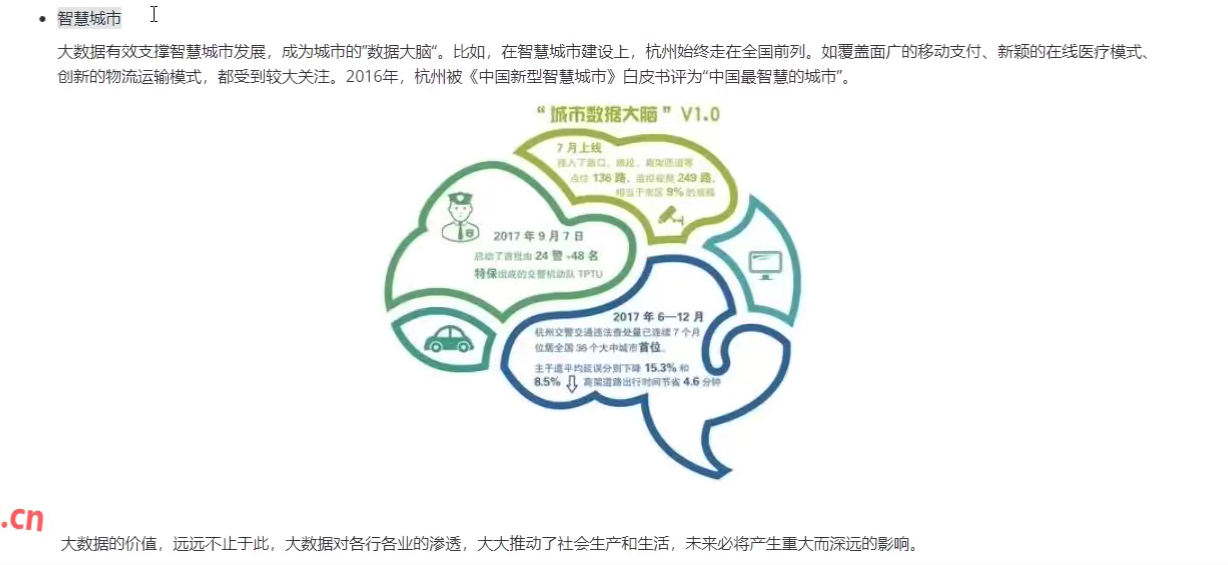 智慧城市
大数据有效支撑智慧城市发展，成为城市的”数据大脑“。比如，在智慧城市建设上，杭州始终走在全国前列。如覆盖面广的移动支付、新颖的在线医疗模式、
创新的物流运输模式，都受到较大关注。2016年，杭州被《中国新型智慧城市》白皮书评为“中国最智慧的城市”。
“城市数据大脑”V1.0
7月上线
接入了路口、路段、高架匝道等
点位 136 路，监控视频 249 路，
相当于市区 9% 的视频
2017 年 9 月 7 日
启动了首批由 24 警 +48 名
特保组成的交警机动队 TPTU
2017 年 6—12 月
杭州交警交通违法查处量已连续 7 个月
位居全国 36 个大中城市首位。
主干道平均延误分别下降 15.3% 和
8.5% 高架道路出行时间节省 4.6 分钟
.cn
大数据的价值，远远不止于此，大数据对各行各业的渗透，大大推动了社会生产和生活，未来必将产生重大而深远的影响。